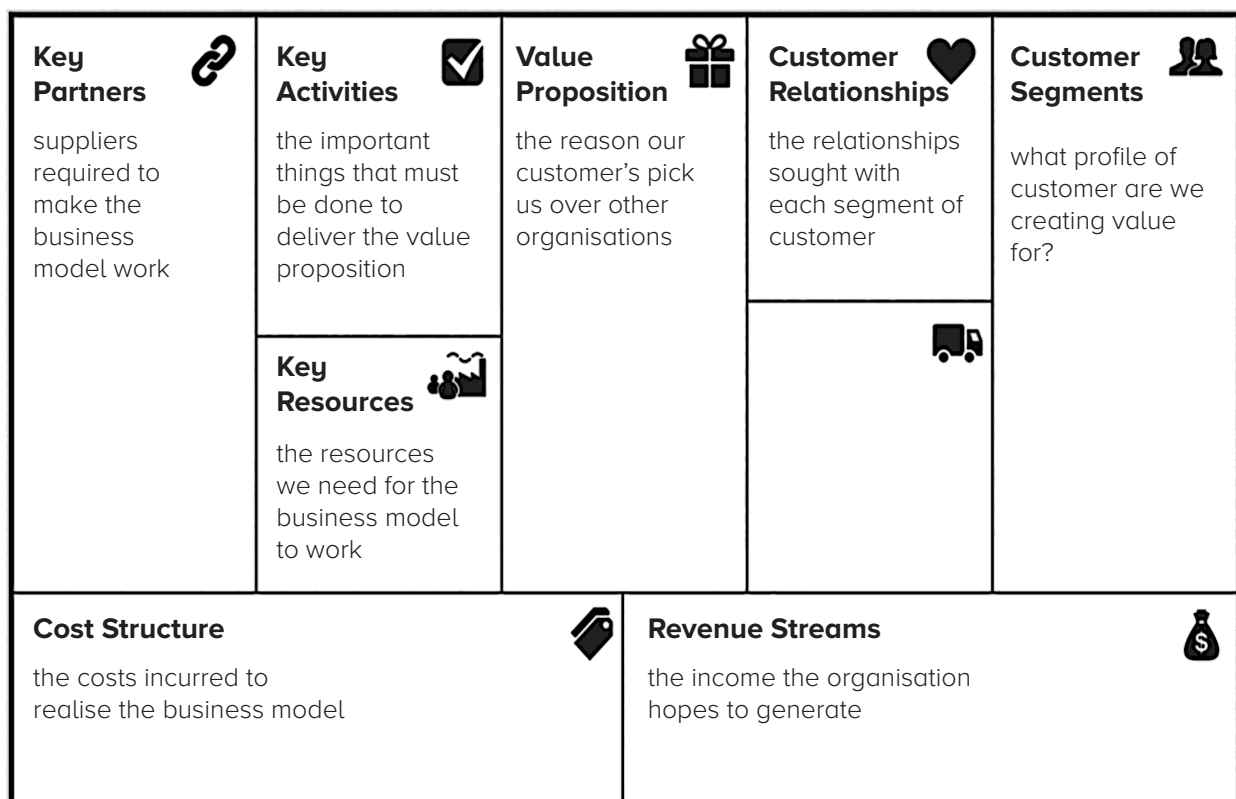 Key
Partners
suppliers
required to
make the
business
model work
Key
Activities
the important
things that must
be done to
deliver the value
proposition
Key
Resources
the resources
we need for the
business model
to work
Value
Proposition
the reason our
customer's pick
us over other
organisations
Customer
Relationships
the relationships
sought with
each segment of
customer
Customer
Segments
what profile of
customer are we
creating value
for?
Cost Structure
the costs incurred to
realise the business model
Revenue Streams
the income the organisation
hopes to generate
$